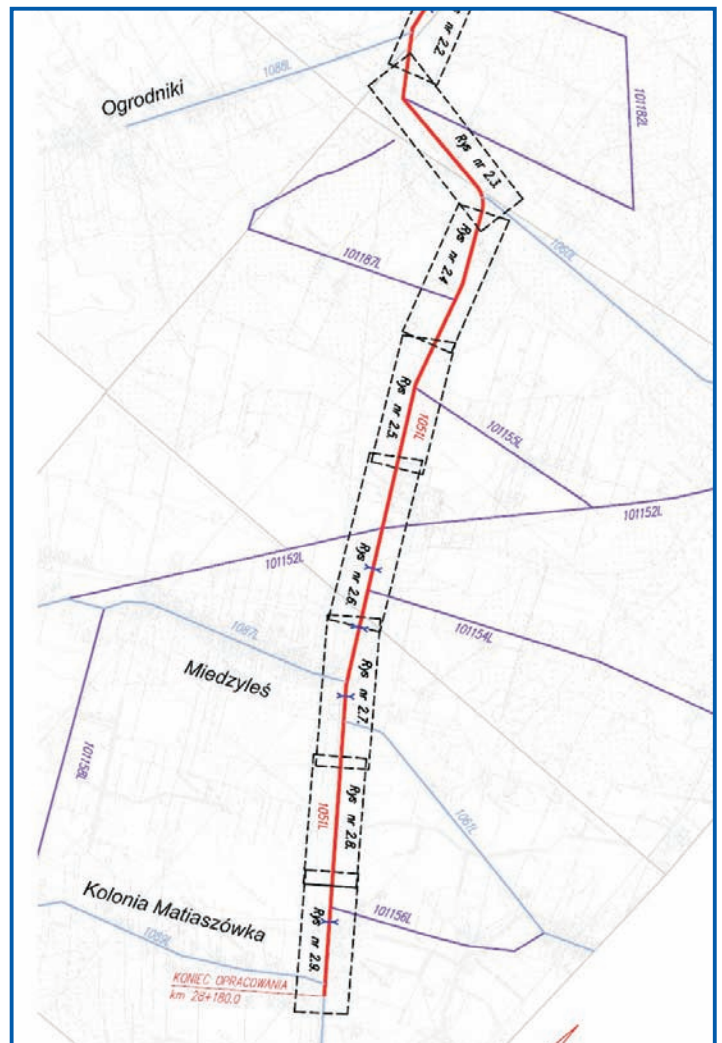 Rys nr 2.2.
1088L
Ogrodniki
101182L
Rys nr 2.3.
Rys nr 2.4.
1060L
101187L
Rys nr 2.5.
1051L
101155L
101152L
101152L
Rys nr 2.6.
101154L
1087L
Miedzyleś
Rys nr 2.7.
101158L
1051L
Rys nr 2.8.
1061L
Kolonia Matiaszówka
101156L
Rys nr 2.9.
KONIEC OPRACOWANIA
km 28+180.0